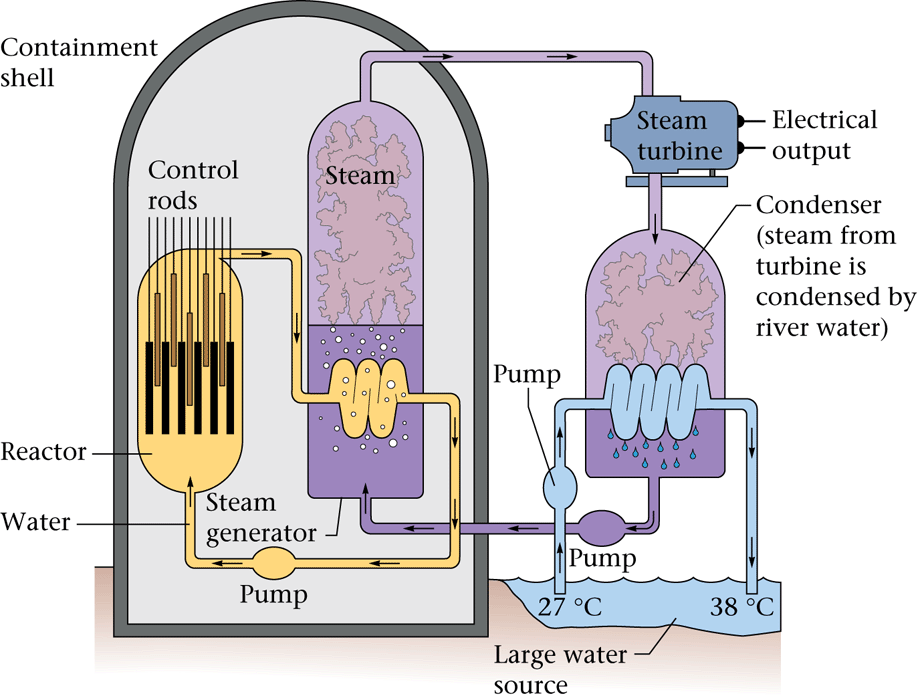 Containment
shell
Control
rods
Steam
Steam
turbine
Electrical
output
Condenser
(steam from
turbine is
condensed by
river water)
Pump
Reactor
Water
Steam
generator
Pump
Pump
27 °C
38 °C
Large water
source